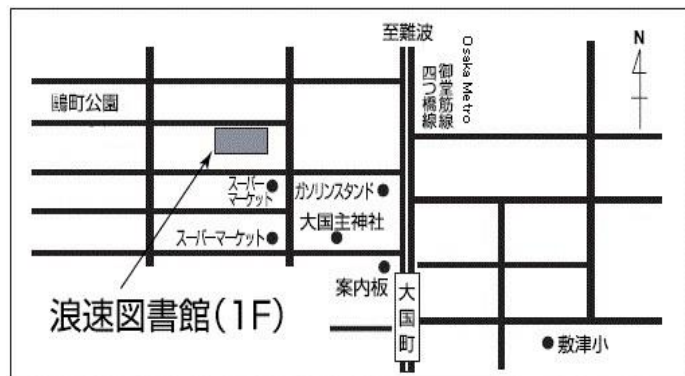 至難波
Osaka Metro
御堂筋線
四つ橋線
N
鴎町公園
スーパー
マーケット
ガソリンスタンド
大国主神社
スーパーマーケット
案内板
浪速図書館(1F)
大国町
敷津小